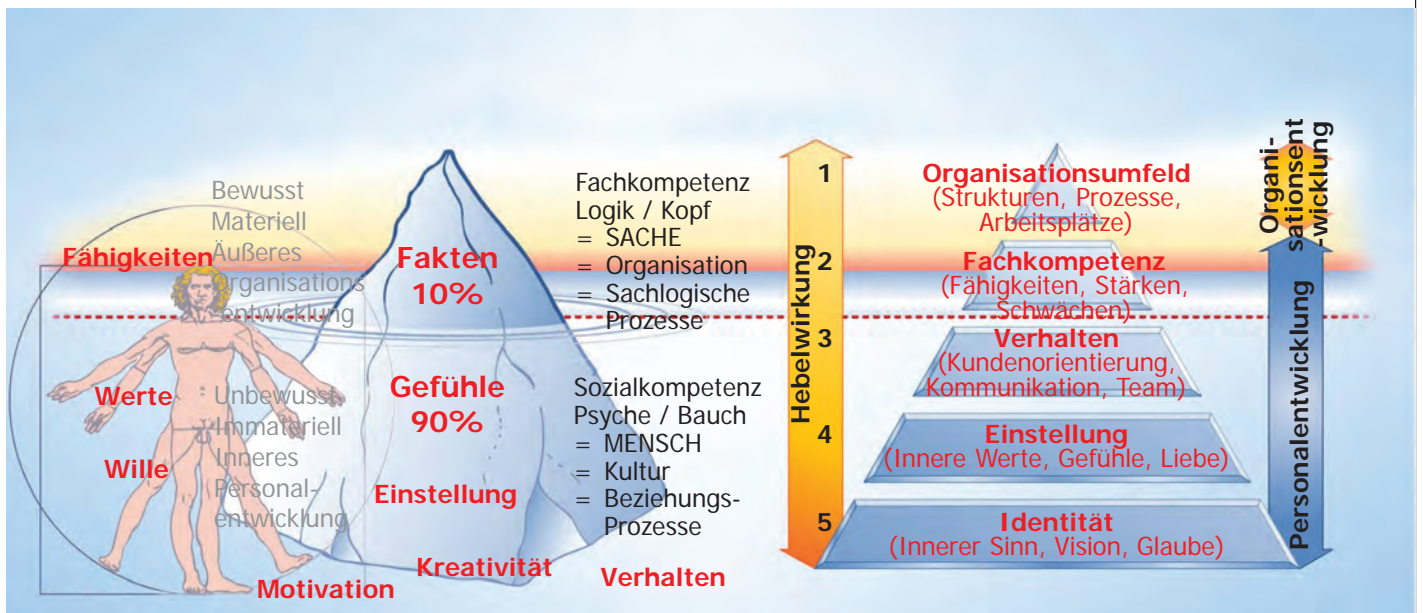 Bewusst
Materiell
Äußeres
Organisations
-entwicklung
Fähigkeiten
Werte
Wille
Unbewusst
Immateriell
Inneres
Personal-
entwicklung
Motivation
Fakten
10%
Gefühle
90%
Einstellung
Kreativität
Verhalten
Fachkompetenz
Logik / Kopf
= SACHE
= Organisation
= Sachlogische
Prozesse
Sozialkompetenz
Psyche / Bauch
= MENSCH
= Kultur
= Beziehungs-
Prozesse
Hebelwirkung
1
2
3
4
5
Organisationsumfeld
(Strukturen, Prozesse,
Arbeitsplätze)
Fachkompetenz
(Fähigkeiten, Stärken,
Schwächen)
Verhalten
(Kundenorientierung,
Kommunikation, Team)
Einstellung
(Innere Werte, Gefühle, Liebe)
Identität
(Innerer Sinn, Vision, Glaube)
Organi-
sationsent
-wicklung
Personalentwicklung